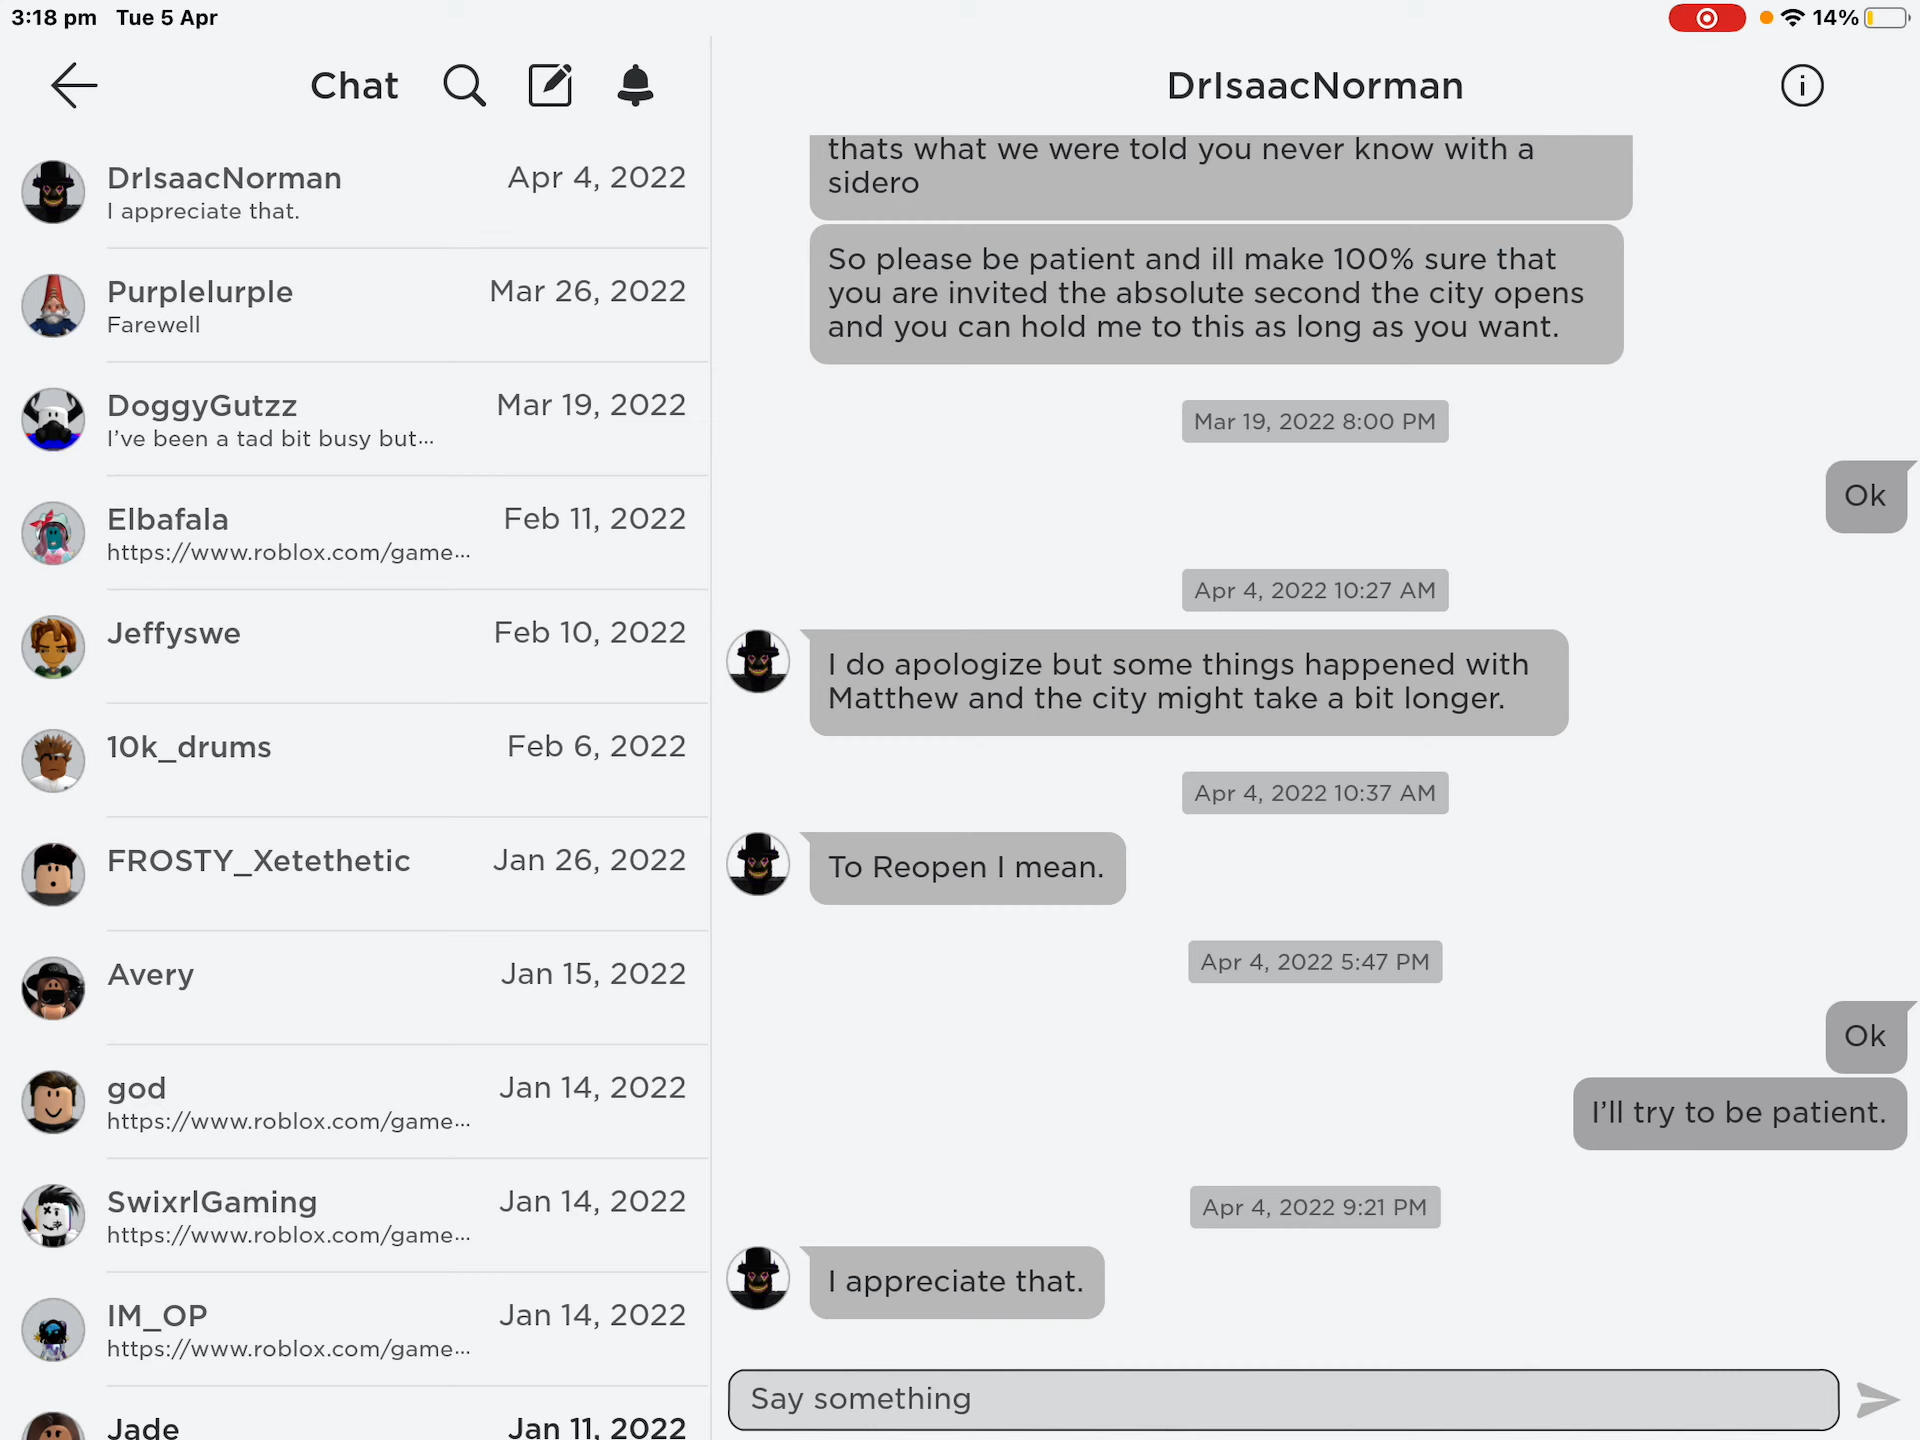 3:18 pm Tue 5 Apr
14%
Chat
DrIsaacNorman Apr 4, 2022
I appreciate that.
Purplelurple Mar 26, 2022
Farewell
DoggyGutzz Mar 19, 2022
I've been a tad bit busy but...
Elbafala Feb 11, 2022
https://www.roblox.com/game...
Jeffyswe Feb 10, 2022
10k_drums Feb 6, 2022
FROSTY_Xetethetic Jan 26, 2022
Avery Jan 15, 2022
god Jan 14, 2022
https://www.roblox.com/game...
SwixrlGaming Jan 14, 2022
https://www.roblox.com/game...
IM_OP Jan 14, 2022
https://www.roblox.com/game...
Jade Jan 11, 2022
DrIsaacNorman
thats what we were told you never know with a
sidero
So please be patient and ill make 100% sure that
you are invited the absolute second the city opens
and you can hold me to this as long as you want.
Mar 19, 2022 8:00 PM
Ok
Apr 4, 2022 10:27 AM
I do apologize but some things happened with
Matthew and the city might take a bit longer.
Apr 4, 2022 10:37 AM
To Reopen I mean.
Apr 4, 2022 5:47 PM
Ok
I'll try to be patient.
Apr 4, 2022 9:21 PM
I appreciate that.
Say something